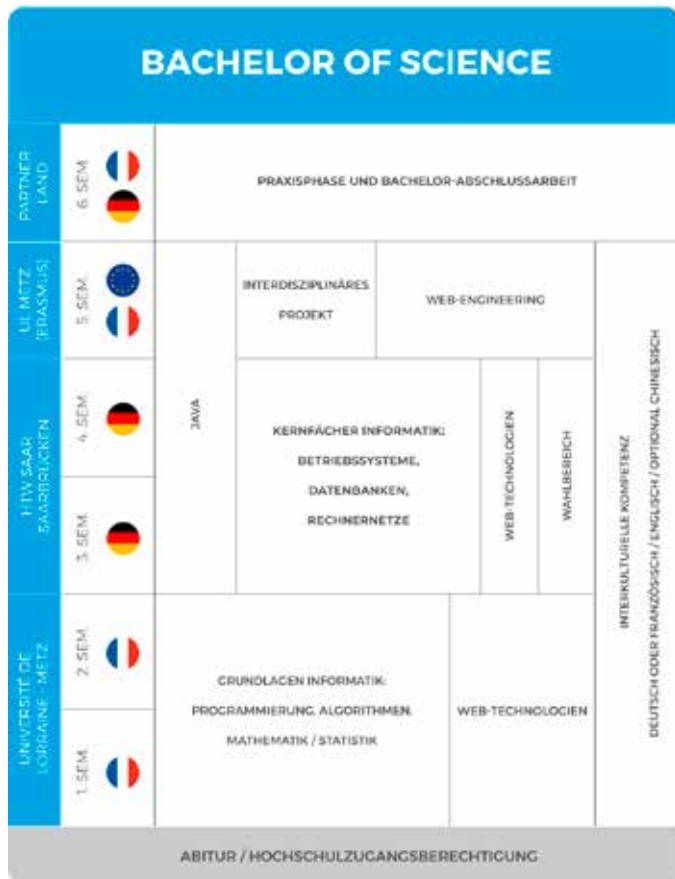 BACHELOR OF SCIENCE
PARTNER
LAND
6. SEM.
PRAXISPHASE UND BACHELOR-ABSCHLUSSARBEIT
UL METZ
(ERASMUS)
5. SEM.
INTERDISZIPLINÄRES
PROJEKT
WEB-ENGINEERING
HTW SAAR
SAARBRÜCKEN
4. SEM.
3. SEM.
JAVA
KERNFÄCHER INFORMATIK:
BETRIEBSSYSTEME,
DATENBANKEN,
RECHNERNETZE
WEB-TECHNOLOGIEN
WAHLBEREICH
INTERKULTURELLE KOMPETENZ
DEUTSCH ODER FRANZÖSISCH / ENGLISCH / OPTIONAL CHINESISCH
UNIVERSITÉ DE
LORRAINE - METZ
2. SEM.
1. SEM.
GRUNDLAGEN INFORMATIK:
PROGRAMMIERUNG, ALGORITHMEN,
MATHEMATIK / STATISTIK
WEB-TECHNOLOGIEN
ABITUR / HOCHSCHULZUGANGSBERECHTIGUNG